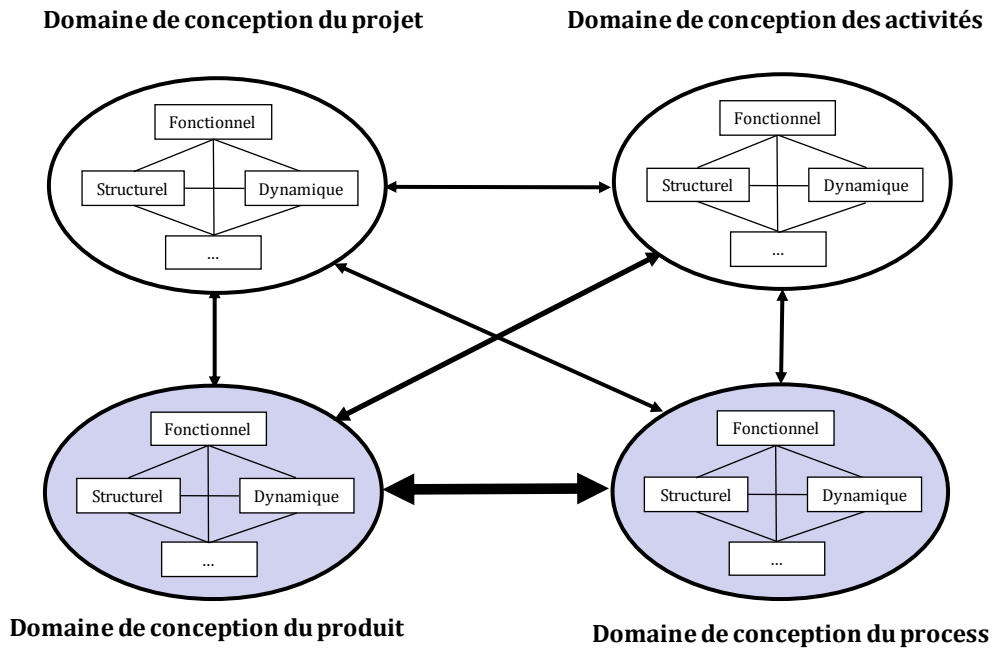 Domaine de conception du projet
Domaine de conception des activités
Fonctionnel
Structurel
Dynamique
...
Fonctionnel
Structurel
Dynamique
...
Fonctionnel
Structurel
Dynamique
...
Fonctionnel
Structurel
Dynamique
...
Domaine de conception du produit
Domaine de conception du process